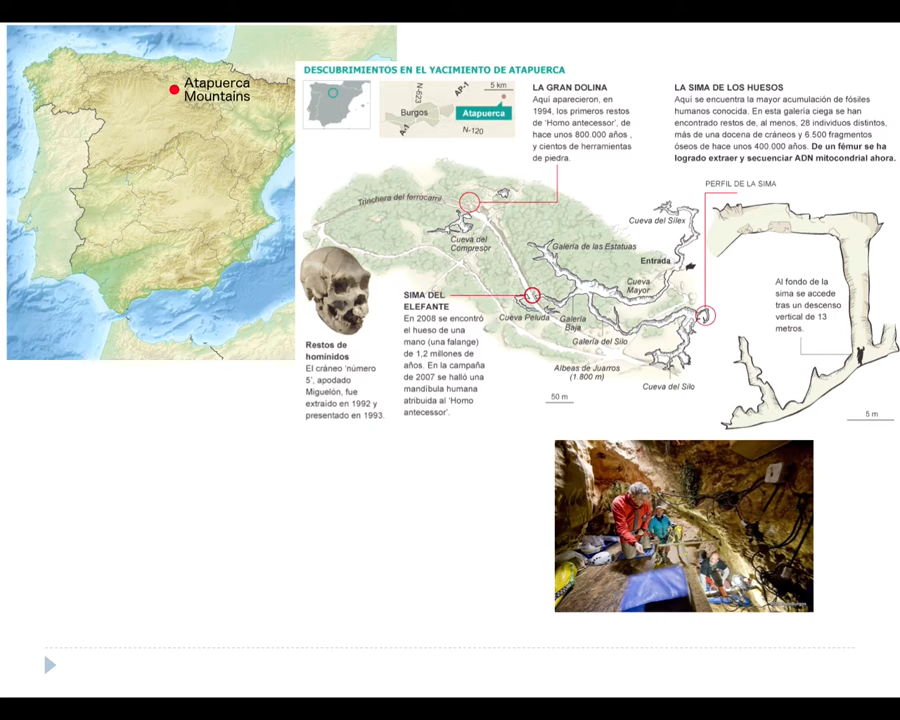 Atapuerca
Mountains
DESCUBRIMIENTOS EN EL YACIMIENTO DE ATAPUERCA
N-623
AP-1
5 km
Burgos
Atapuerca
A-1
N-120
LA GRAN DOLINA
Aqui aparecieron, en
1994, los primeros restos
de 'Homo antecessor', de
hace unos 800.000 años ,
y cientos de herramientas
de piedra.
LA SIMA DE LOS HUESOS
Aquí se encuentra la mayor acumulación de fósiles
humanos conocida. En esta galería ciega se han
encontrado restos de, al menos, 28 individuos distintos,
más de una docena de cráneos y 6.500 fragmentos
óseos de hace unos 400.000 años. De un fémur se ha
logrado extraer y secuenciar ADN mitocondrial ahora.
PERFIL DE LA SIMA
Trinchera del ferrocarril
Cueva del
Compresor
Cueva del Sílex
Galería de las Estatuas
Entrada
Cueva
Mayor
Cueva Peluda
Galería
Baja
Galería del Silo
Albeas de Juarros
(1.800 m)
Cueva del Silo
50 m
Al fondo de la
sima se accede
tras un descenso
vertical de 13
metros.
5 m
SIMA DEL
ELEFANTE
En 2008 se encontró
el hueso de una
mano (una falange)
de 1,2 millones de
años. En la campaña
de 2007 se halló una
mandíbula humana
atribuida al 'Homo
antecessor'.
Restos de
homínidos
El cráneo 'número
5', apodado
Miguelón, fue
extraído en 1992 y
presentado en 1993.